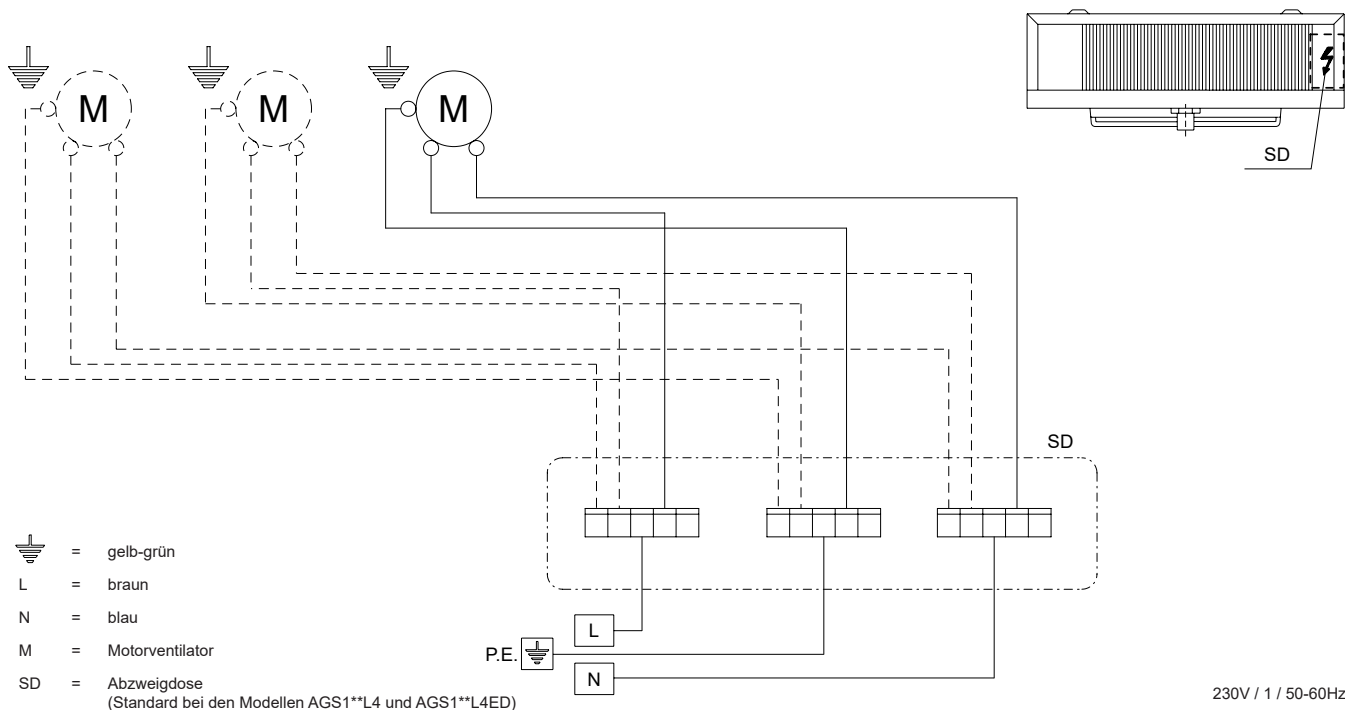 M M M
SD
SD
= gelb-grün
L = braun
N = blau
M = Motorventilator
SD = Abzweigdose
(Standard bei den Modellen AGS1**L4 und AGS1**L4ED)
L
P.E.
N
230V / 1 / 50-60Hz